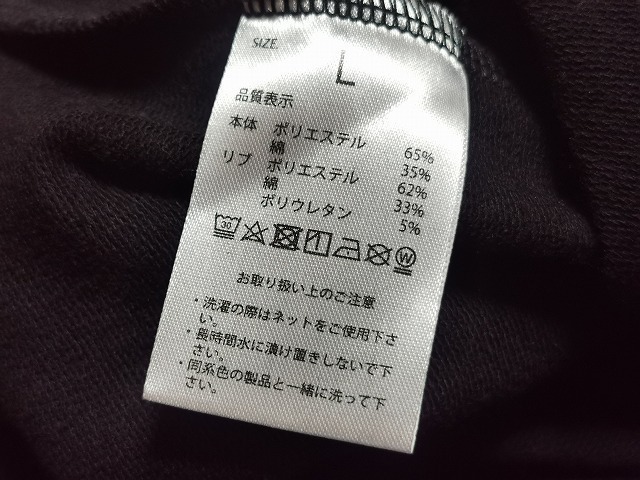 SIZE
L
品質表示
本体 ポリエステル 65%
綿 35%
リブ ポリエステル 62%
綿 33%
ポリウレタン 5%
30 W
お取り扱い上のご注意
・洗濯の際はネットをご使用下さ
い。
・長時間水に漬け置きしないで下
さい。
・同系色の製品と一緒に洗って下
さい。